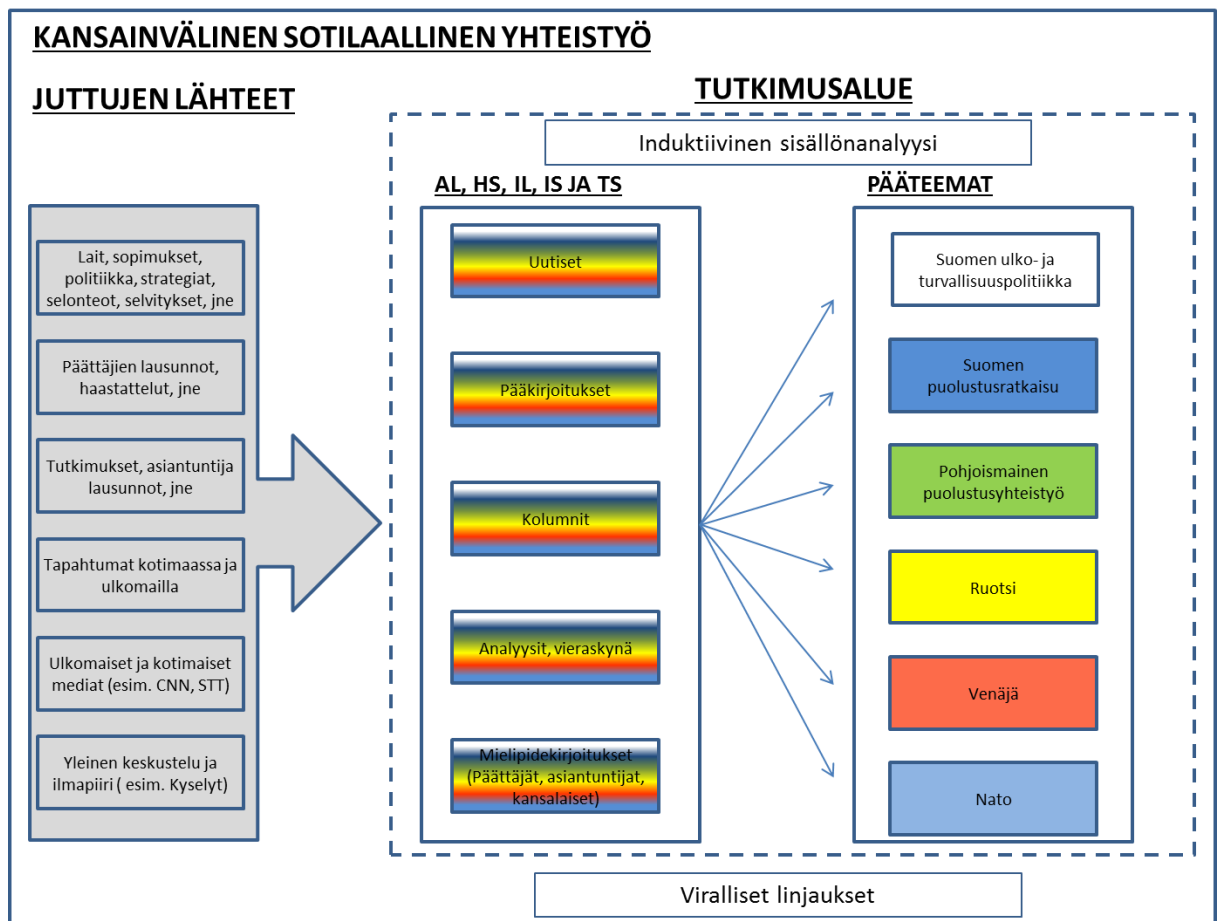 KANSAINVÄLINEN SOTILAALLINEN YHTEISTYÖ
JUTTUJEN LÄHTEET
Lait, sopimukset,
politiikka, strategiat,
selonteot, selvitykset, jne
Päättäjien lausunnot,
haastattelut, jne
Tutkimukset, asiantuntija
lausunnot, jne
Tapahtumat kotimaassa ja
ulkomailla
Ulkomaiset ja kotimaiset
mediat (esim. CNN, STT)
Yleinen keskustelu ja
ilmapiiri ( esim. Kyselyt)
TUTKIMUSALUE
Induktiivinen sisällönanalyysi
AL, HS, IL, IS JA TS
Uutiset
Pääkirjoitukset
Kolumnit
Analyysit, vieraskynä
Mielipidekirjoitukset
(Päättäjät, asiantuntijat,
kansalaiset)
PÄÄTEEMAT
Suomen ulko- ja
turvallisuuspolitiikka
Suomen
puolustusratkaisu
Pohjoismainen
puolustusyhteistyö
Ruotsi
Venäjä
Nato
Viralliset linjaukset